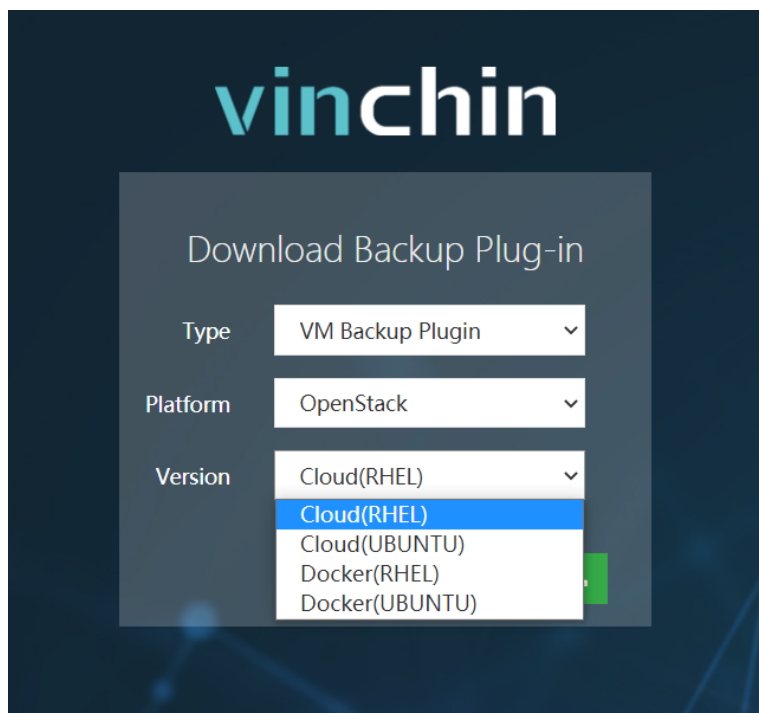 vinchin
Download Backup Plug-in
Type VM Backup Plugin
Platform OpenStack
Version Cloud(RHEL)
Cloud(RHEL)
Cloud(UBUNTU)
Docker(RHEL)
Docker(UBUNTU)